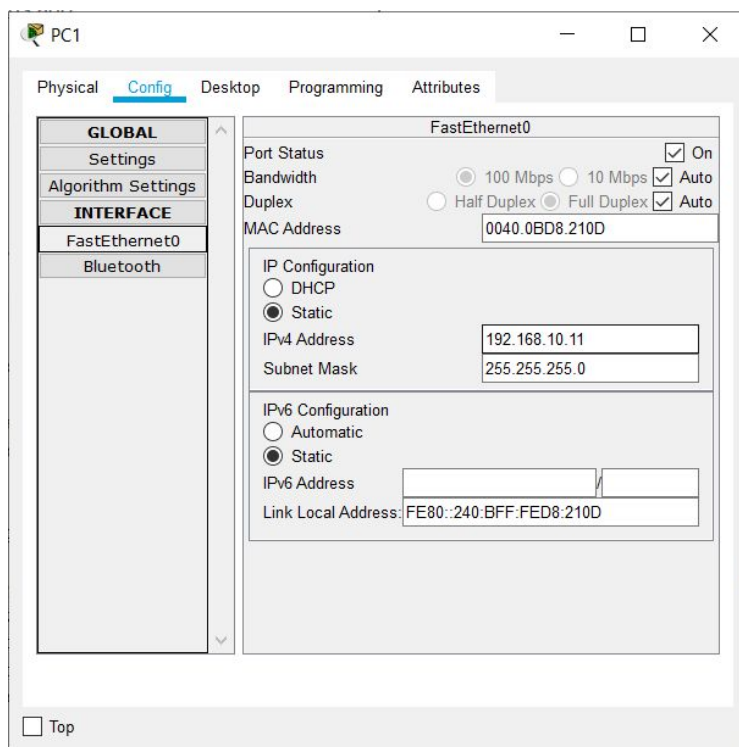 PC1
Physical Config Desktop Programming Attributes
GLOBAL
Settings
Algorithm Settings
INTERFACE
FastEthernet0
Bluetooth
FastEthernet0
Port Status On
Bandwidth 100 Mbps 10 Mbps Auto
Duplex Half Duplex Full Duplex Auto
MAC Address 0040.0BD8.210D
IP Configuration
DHCP
Static
IPv4 Address 192.168.10.11
Subnet Mask 255.255.255.0
IPv6 Configuration
Automatic
Static
IPv6 Address /
Link Local Address: FE80::240:BFF:FED8:210D
Top